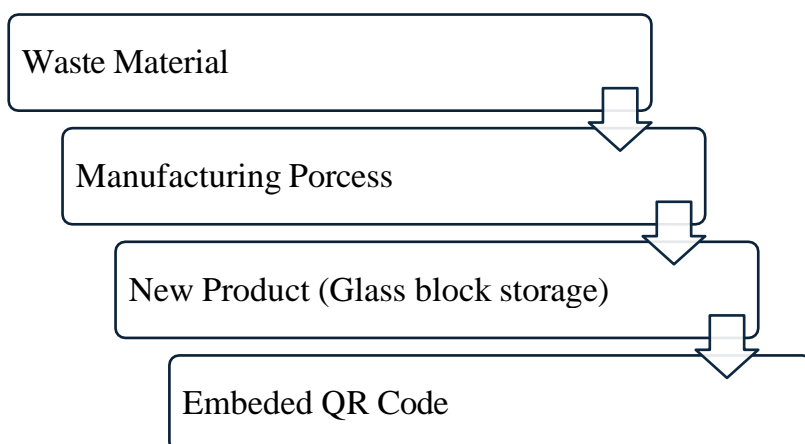 Waste Material
Manufacturing Porcess
New Product (Glass block storage)
Embeded QR Code